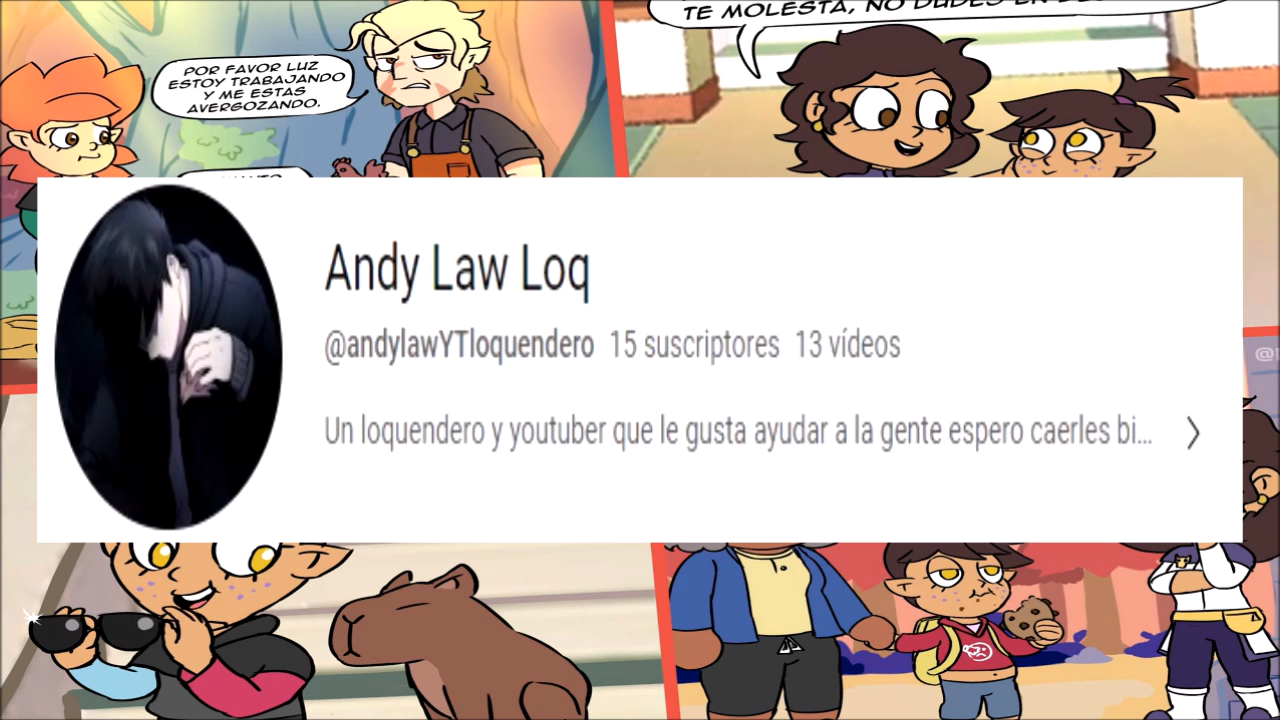 TE MOLESTA, NO DUDES EN
POR FAVOR LUZ
ESTOY TRABAJANDO
Y ME ESTAS
AVERGOZANDO.
Andy Law Loq
@andylawYTloquendero 15 suscriptores 13 vídeos
Un loquendero y youtuber que le gusta ayudar a la gente espero caerles bi...